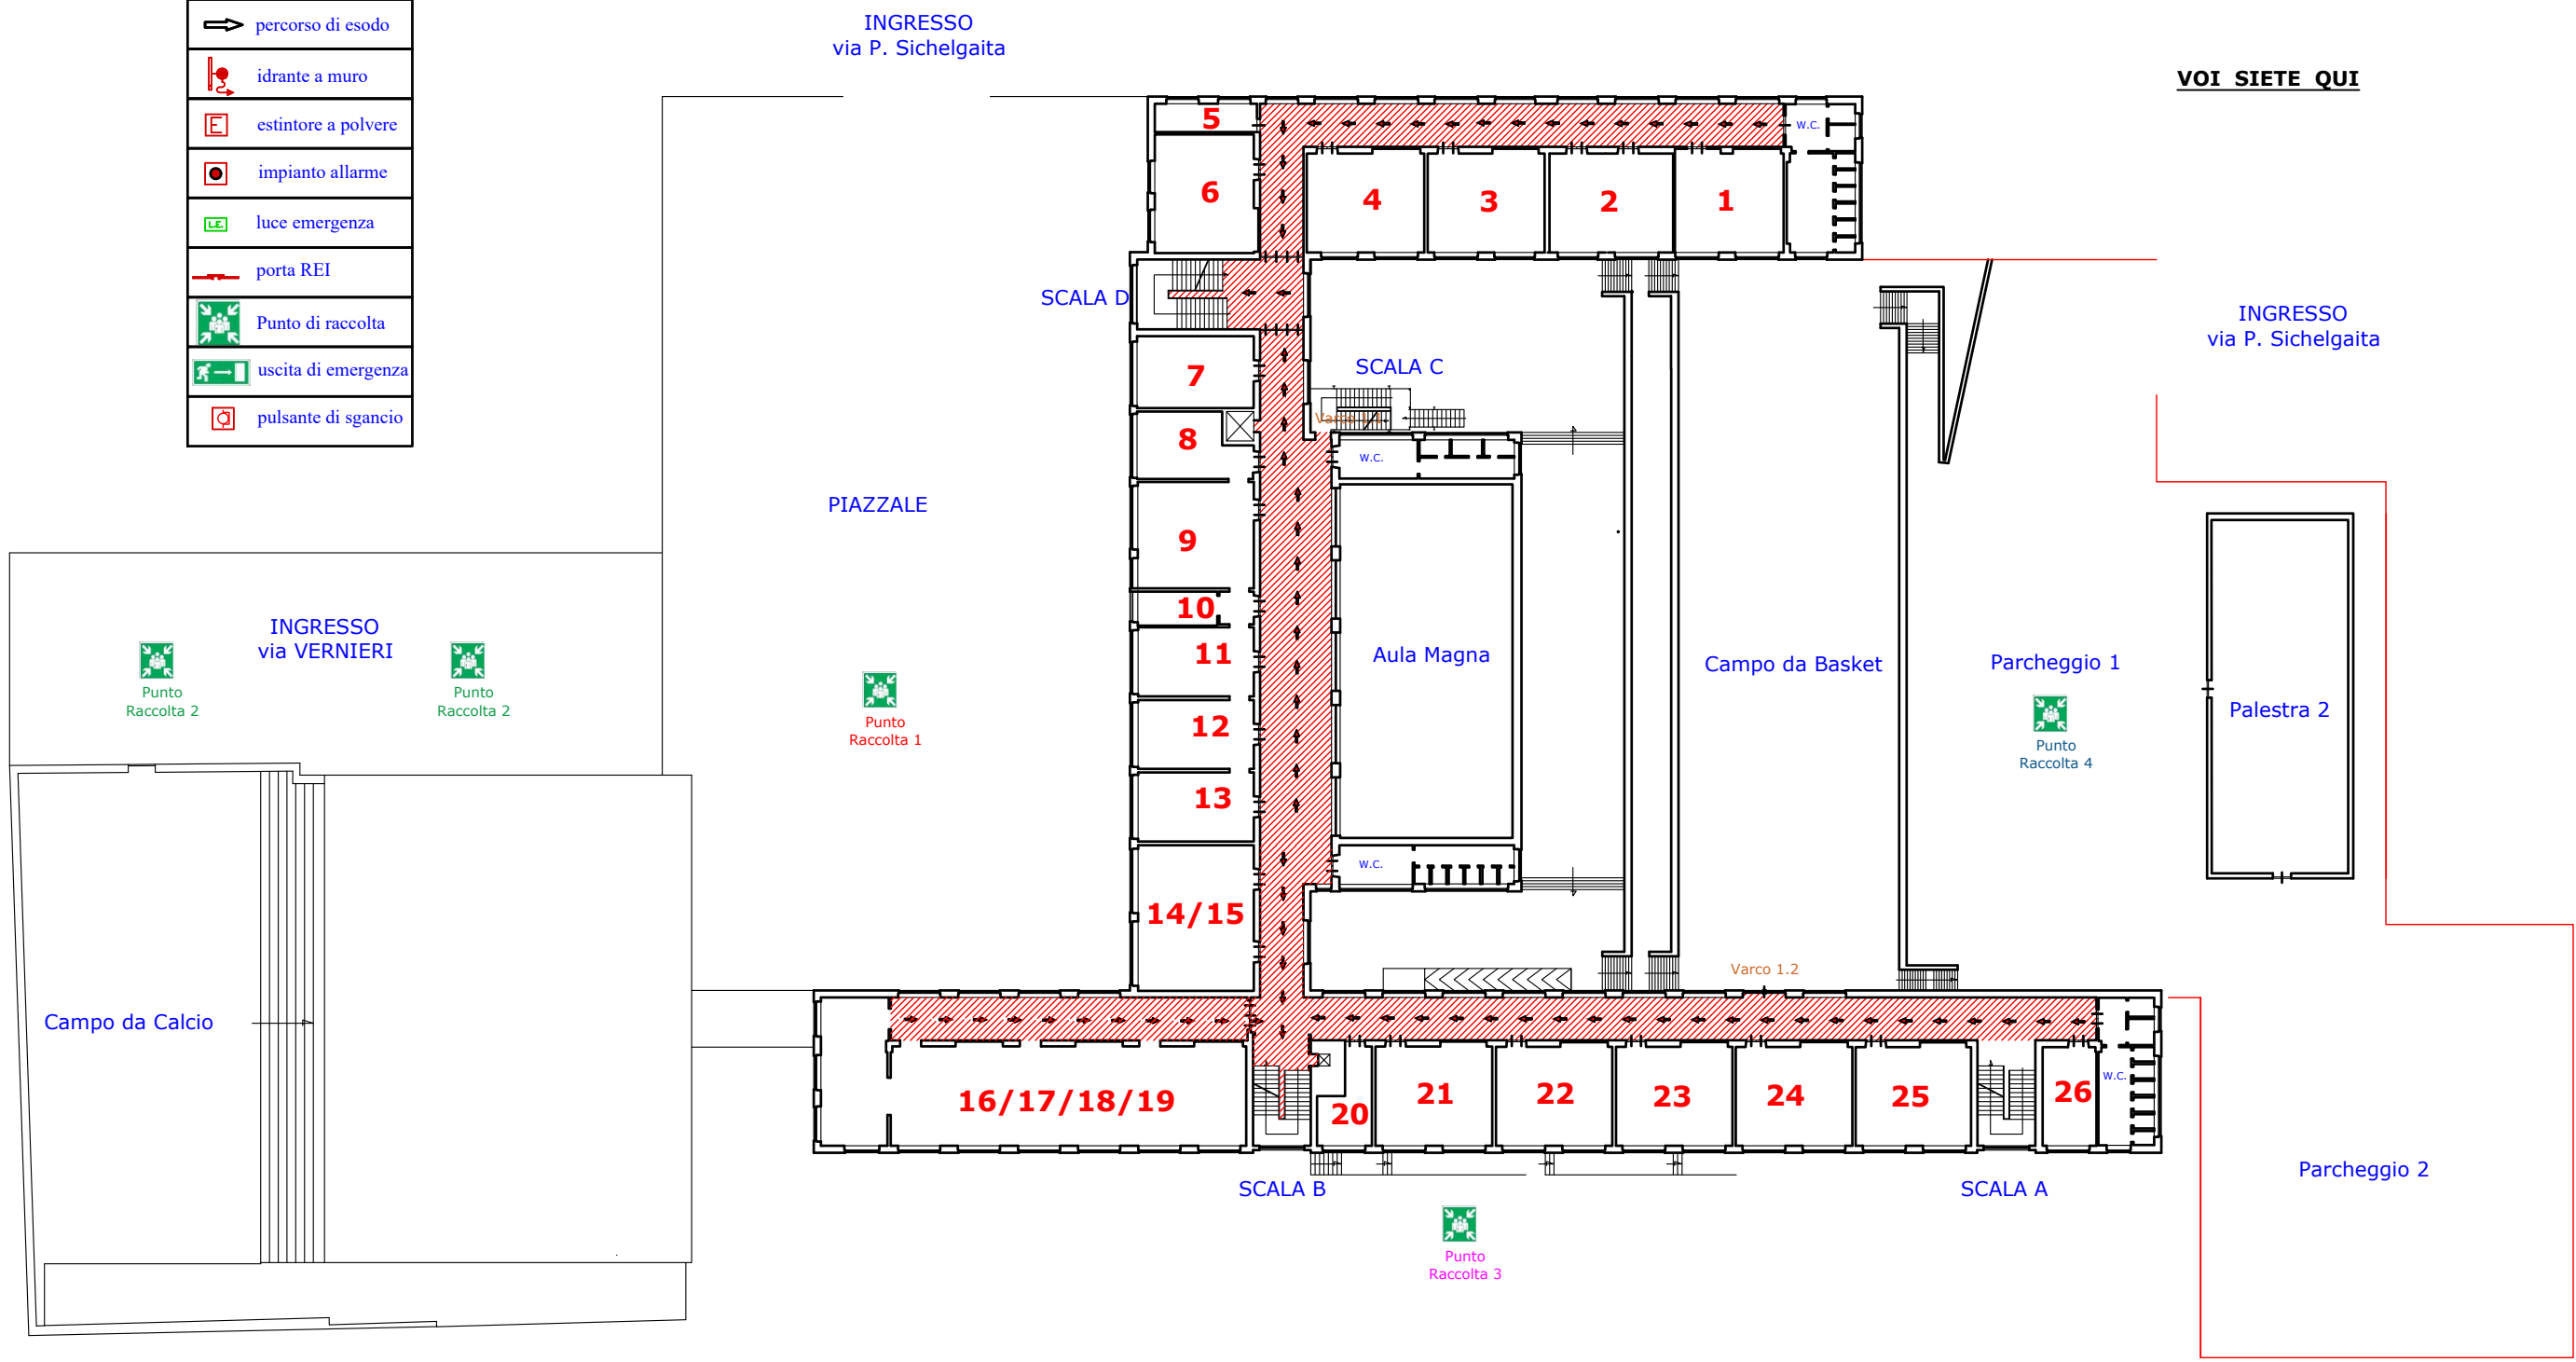 percorso di esodo
idrante a muro
E
estintore a polvere
impianto allarme
L.E.
luce emergenza
porta REI
Punto di raccolta
uscita di emergenza
pulsante di sgancio
INGRESSO
via P. Sichelgaita
VOI SIETE QUI
5
W.C.
6
4
3
2
1
SCALA D
INGRESSO
via P. Sichelgaita
7
SCALA C
Varco 1.1
8
W.C.
PIAZZALE
9
10
INGRESSO
via VERNIERI
11
Aula Magna
Campo da Basket
Parcheggio 1
Punto
Raccolta 2
Punto
Raccolta 2
Punto
Raccolta 1
12
Palestra 2
Punto
Raccolta 4
13
W.C.
14/15
Varco 1.2
Campo da Calcio
16/17/18/19
20
21
22
23
24
25
26
W.C.
SCALA B
SCALA A
Parcheggio 2
Punto
Raccolta 3